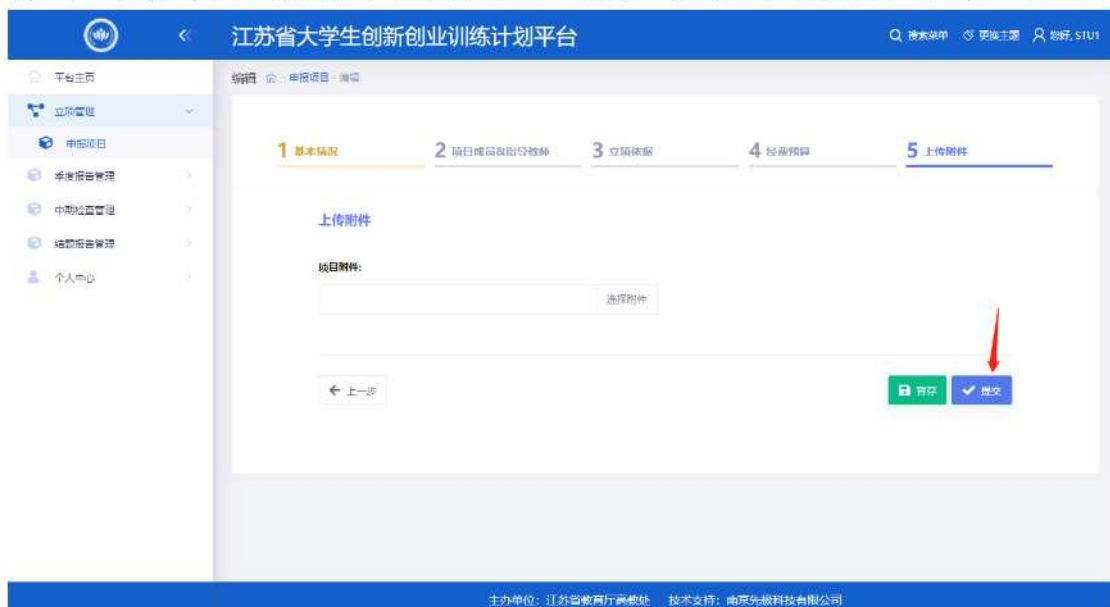 江苏省大学生创新创业训练计划平台
搜索菜单 更换主题 您好, STU1
平台主页
立项管理
申报项目
季度报告管理
中期检查管理
结题报告管理
个人中心
编辑 申报项目 编辑
1 基本情况
2 项目成员&指导教师
3 立项依据
4 经费预算
5 上传附件
上传附件
项目附件:
选择附件
上一步
暂存
提交
主办单位: 江苏省教育厅高教处 技术支持: 南京先极科技有限公司